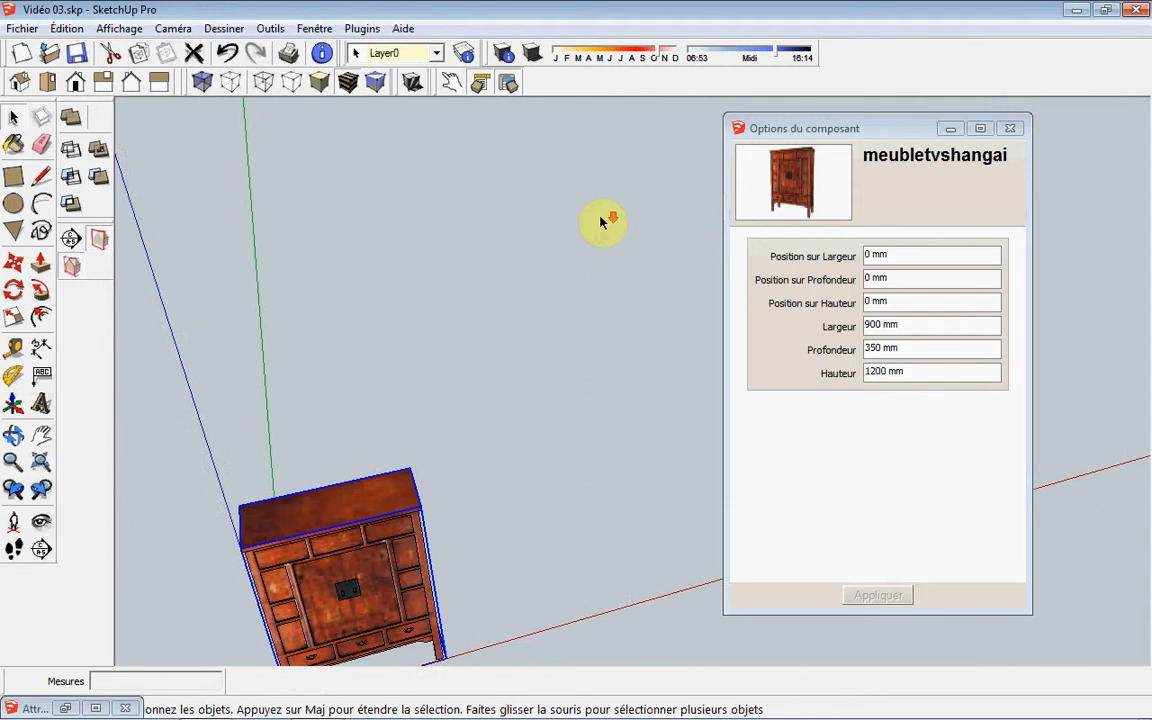 Vidéo 03.skp - SketchUp Pro
Fichier Édition Affichage Caméra Dessiner Outils Fenêtre Plugins Aide
Layer0
J F M A M J J A S O N D
06:53 Midi 16:14
Options du composant
meubletvshangai
Position sur Largeur 0 mm
Position sur Profondeur 0 mm
Position sur Hauteur 0 mm
Largeur 900 mm
Profondeur 350 mm
Hauteur 1200 mm
Appliquer
ABC
Mesures
Attr... onnez les objets. Appuyez sur Maj pour étendre la sélection. Faites glisser la souris pour sélectionner plusieurs objets